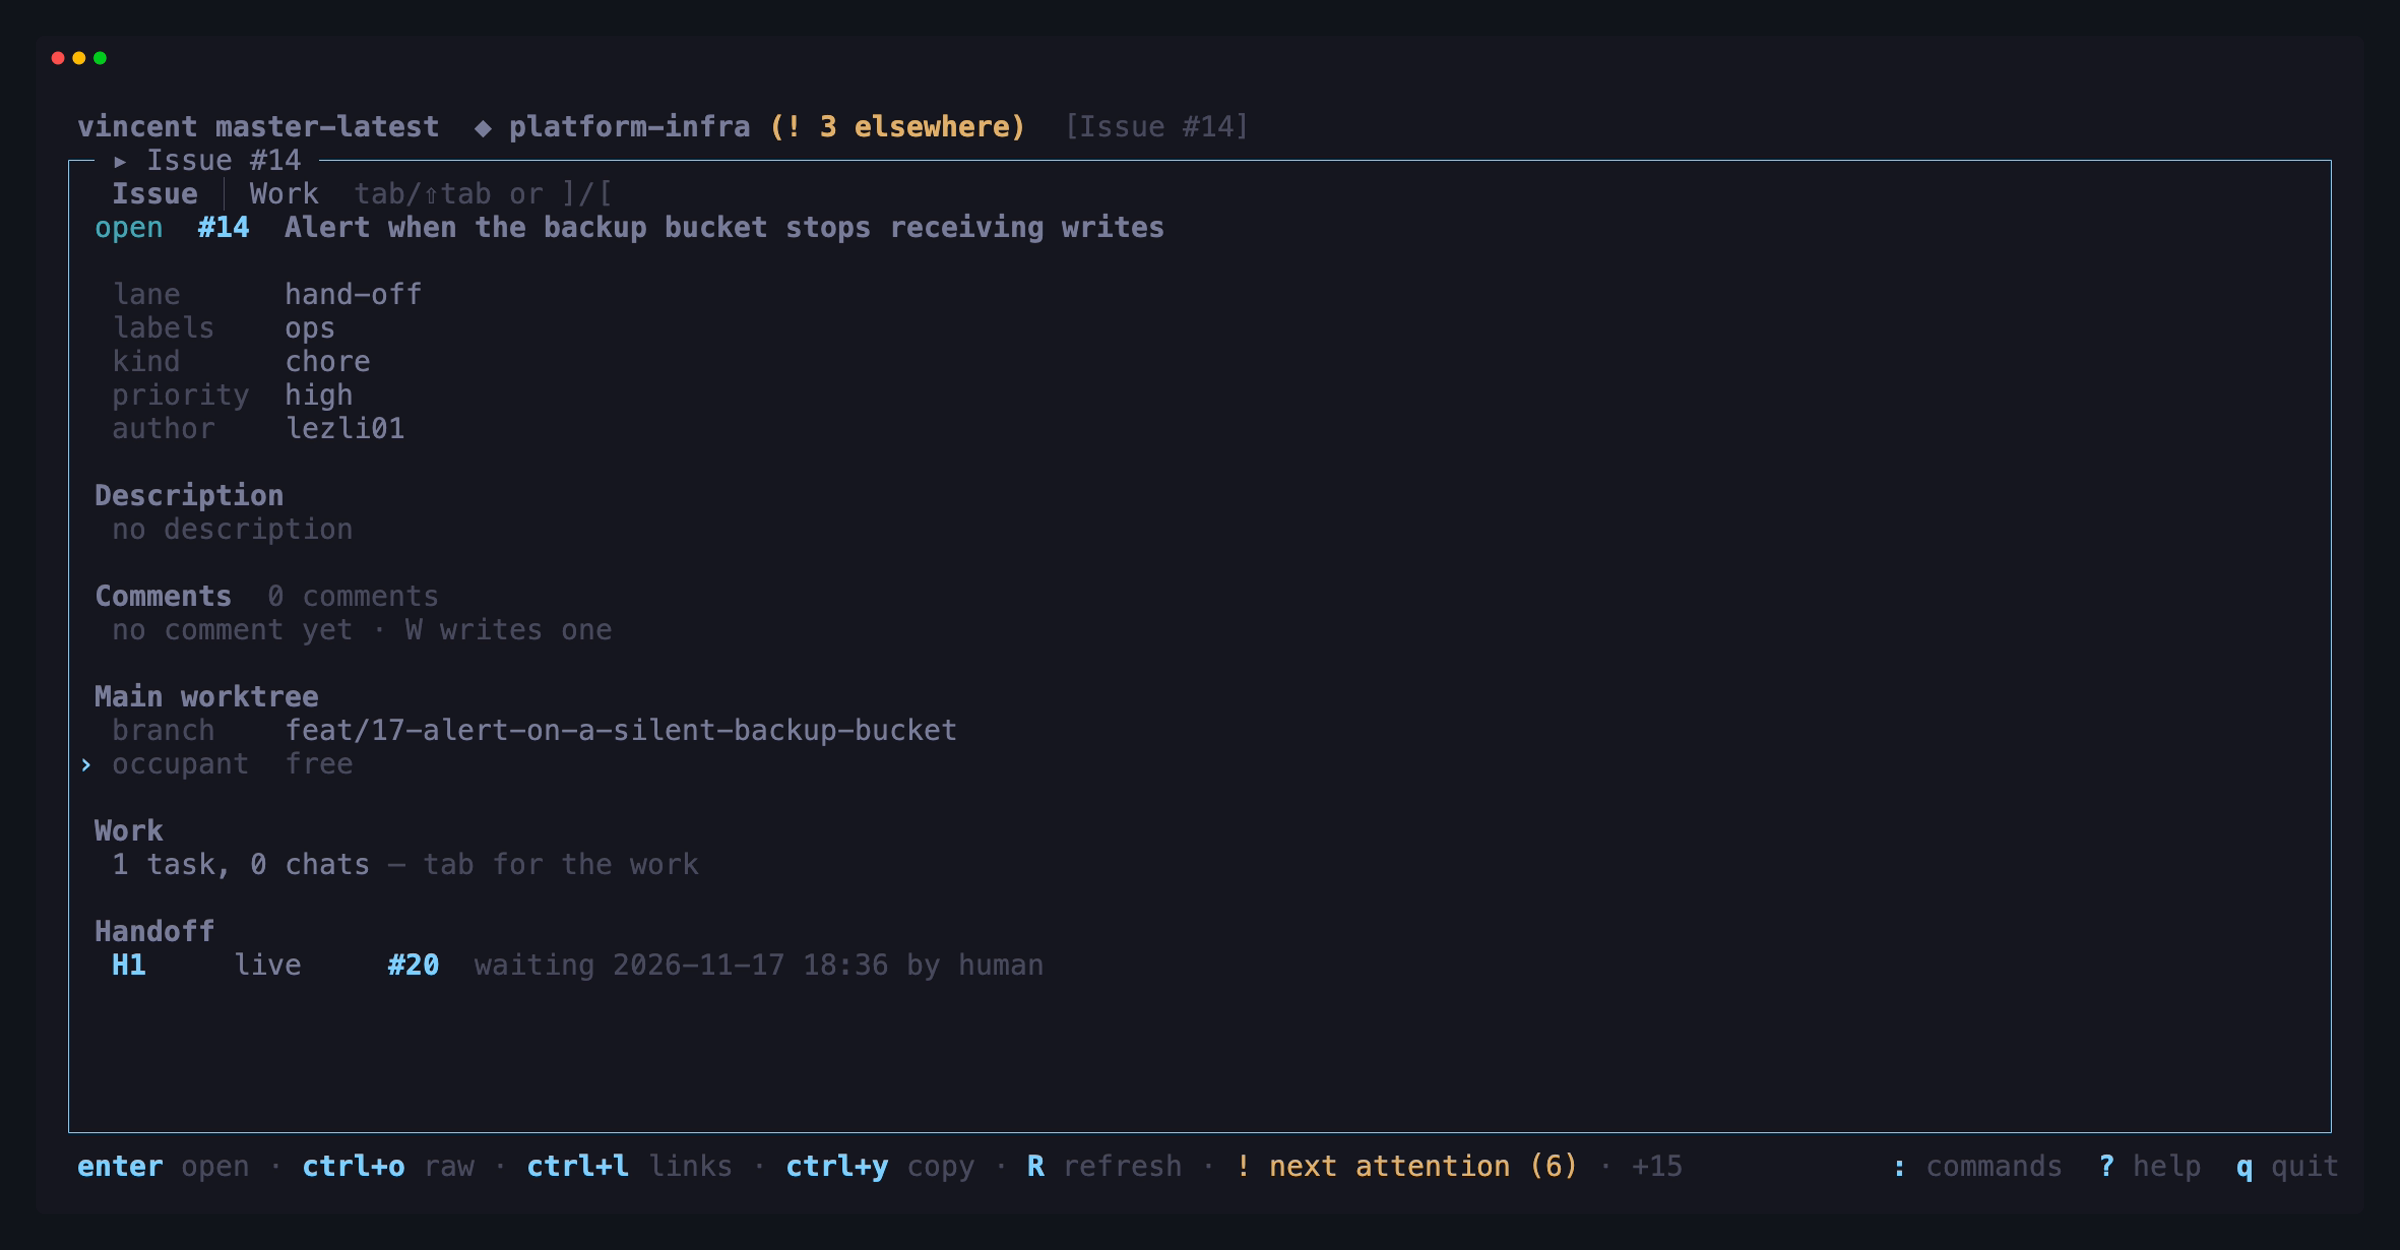 vincent master-latest ◆ platform-infra (! 3 elsewhere) [Issue #14]
▸ Issue #14
Issue │ Work tab/⇧tab or ]/[
open #14 Alert when the backup bucket stops receiving writes
lane hand-off
labels ops
kind chore
priority high
author lezli01
Description
no description
Comments 0 comments
no comment yet · W writes one
Main worktree
branch feat/17-alert-on-a-silent-backup-bucket
› occupant free
Work
1 task, 0 chats — tab for the work
Handoff
H1 live #20 waiting 2026-11-17 18:36 by human
enter open · ctrl+o raw · ctrl+l links · ctrl+y copy · R refresh · ! next attention (6) · +15 : commands ? help q quit